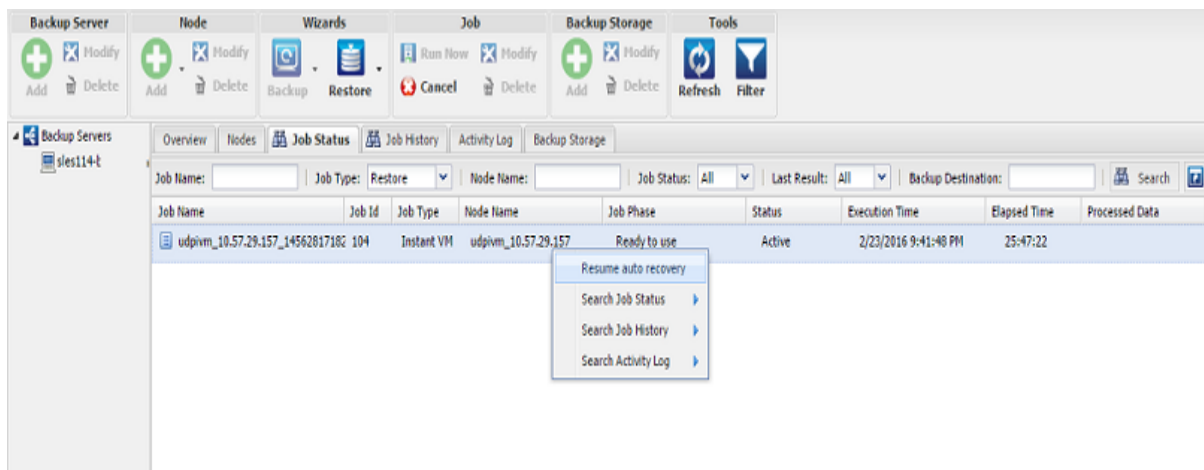 Backup Server Node Wizards Job Backup Storage Tools
Modify Modify Run Now Modify Modify
Add Delete Add Delete Backup Restore Cancel Delete Add Delete Refresh Filter
Backup Servers
sles114-t
Overview Nodes Job Status Job History Activity Log Backup Storage
Job Name: Job Type: Restore Node Name: Job Status: All Last Result: All Backup Destination: Search
Job Name Job Id Job Type Node Name Job Phase Status Execution Time Elapsed Time Processed Data
udpivm_10.57.29.157_14562817182 104 Instant VM udpivm_10.57.29.157 Ready to use Active 2/23/2016 9:41:48 PM 25:47:22
Resume auto recovery
Search Job Status
Search Job History
Search Activity Log